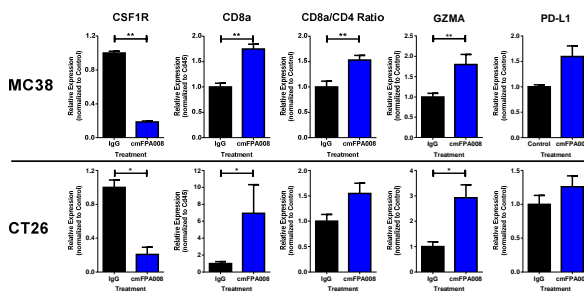 CSF1R CD8a CD8a/CD4 Ratio GZMA PD-L1
MC38
Relative Expression
(normalized to Control)
1.2
0.8
0.4
0.0
**
IgG cmFPA008
Treatment
Relative Expression
(normalized to Cd45)
2.0
1.5
1.0
0.5
0.0
**
IgG cmFPA008
Treatment
Relative Expression
(normalized to Control)
2.0
1.5
1.0
0.5
0.0
**
IgG cmFPA008
Treatment
Relative Expression
(normalized to Control)
2.5
2.0
1.5
1.0
0.5
0.0
**
IgG cmFPA008
Treatment
Relative Expression
(normalized to Control)
2.0
1.5
1.0
0.5
0.0
Control cmFPA00
Treatment
CT26
Relative Expression
(normalized to Control)
1.2
0.8
0.4
0.0
*
IgG cmFPA008
Treatment
Relative Expression
(normalized to Cd45)
12
10
8
6
4
2
0
*
IgG cmFPA008
Treatment
Relative Expression
(normalized to Control)
2.0
1.5
1.0
0.5
0.0
IgG cmFPA008
Treatment
Relative Expression
(normalized to Control)
4
3
2
1
0
*
IgG cmFPA008
Treatment
Relative Expression
(normalized to Control)
1.5
1.0
0.5
0.0
IgG cmFPA008
Treatment